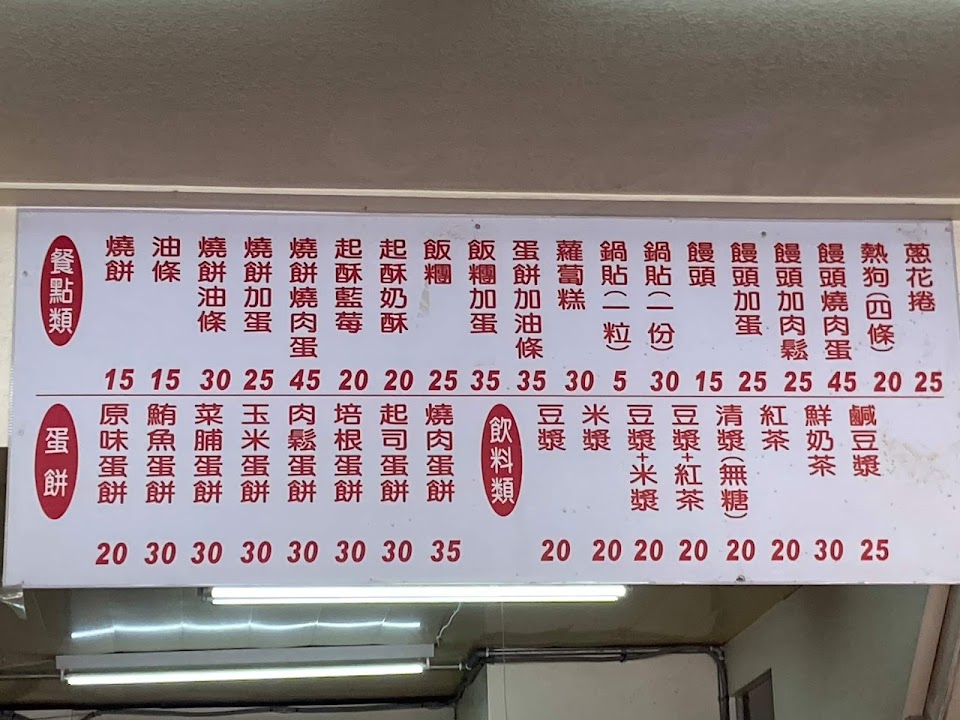 餐點類
燒餅 15
油條 15
燒餅油條 30
燒餅加蛋 25
燒餅燒肉蛋 45
起酥藍莓 20
起酥奶酥 20
飯糰 25
飯糰加蛋 35
蛋餅加油條 35
蘿蔔糕 30
鍋貼(一粒) 5
鍋貼(一份) 30
饅頭 15
饅頭加蛋 25
饅頭加肉鬆 25
饅頭燒肉蛋 45
熱狗(四條) 20
蔥花捲 25
蛋餅
原味蛋餅 20
鮪魚蛋餅 30
菜脯蛋餅 30
玉米蛋餅 30
肉鬆蛋餅 30
培根蛋餅 30
起司蛋餅 30
燒肉蛋餅 35
飲料類
豆漿 20
米漿 20
豆漿+米漿 20
豆漿+紅茶 20
清漿(無糖) 20
紅茶 20
鮮奶茶 30
鹹豆漿 25